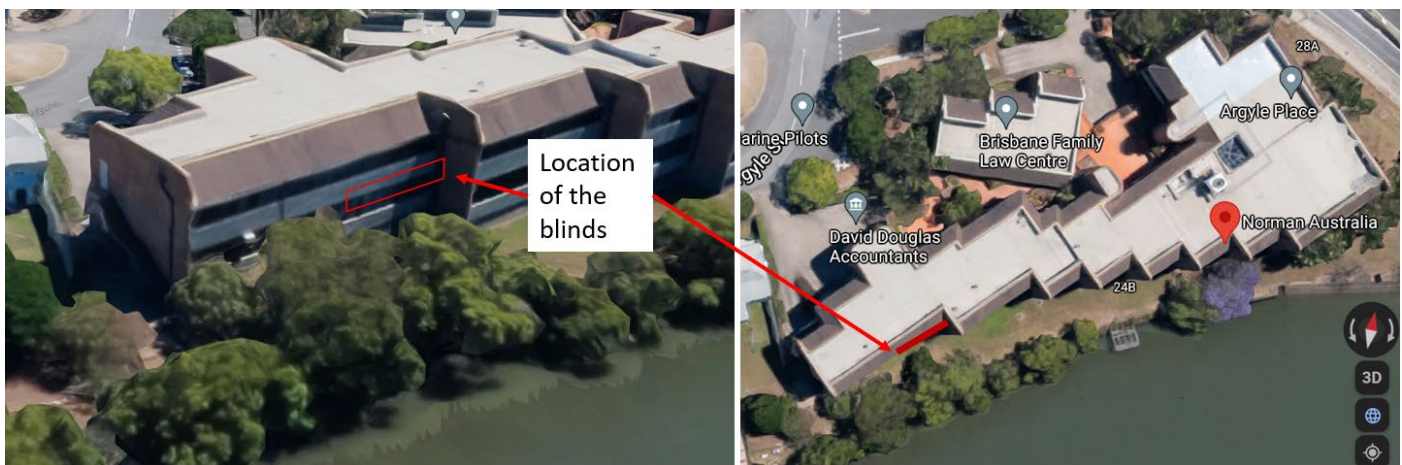 Location
of the
blinds
28A
Argyle Place
arine Pilots
Brisbane Family
Law Centre
gyle S
David Douglas
Accountants
Norman Australia
24B
3D